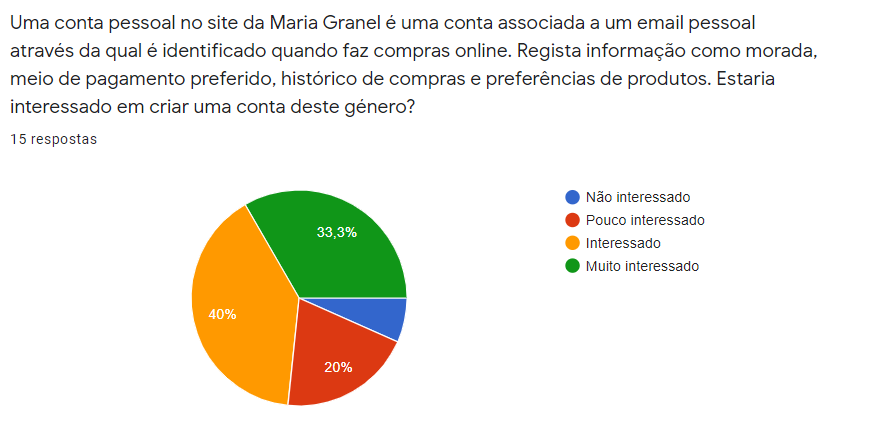 Uma conta pessoal no site da Maria Granel é uma conta associada a um email pessoal
através da qual é identificado quando faz compras online. Regista informação como morada,
meio de pagamento preferido, histórico de compras e preferências de produtos. Estaria
interessado em criar uma conta deste género?
15 respostas
Não interessado
Pouco interessado
Interessado
Muito interessado
33,3%
40%
20%